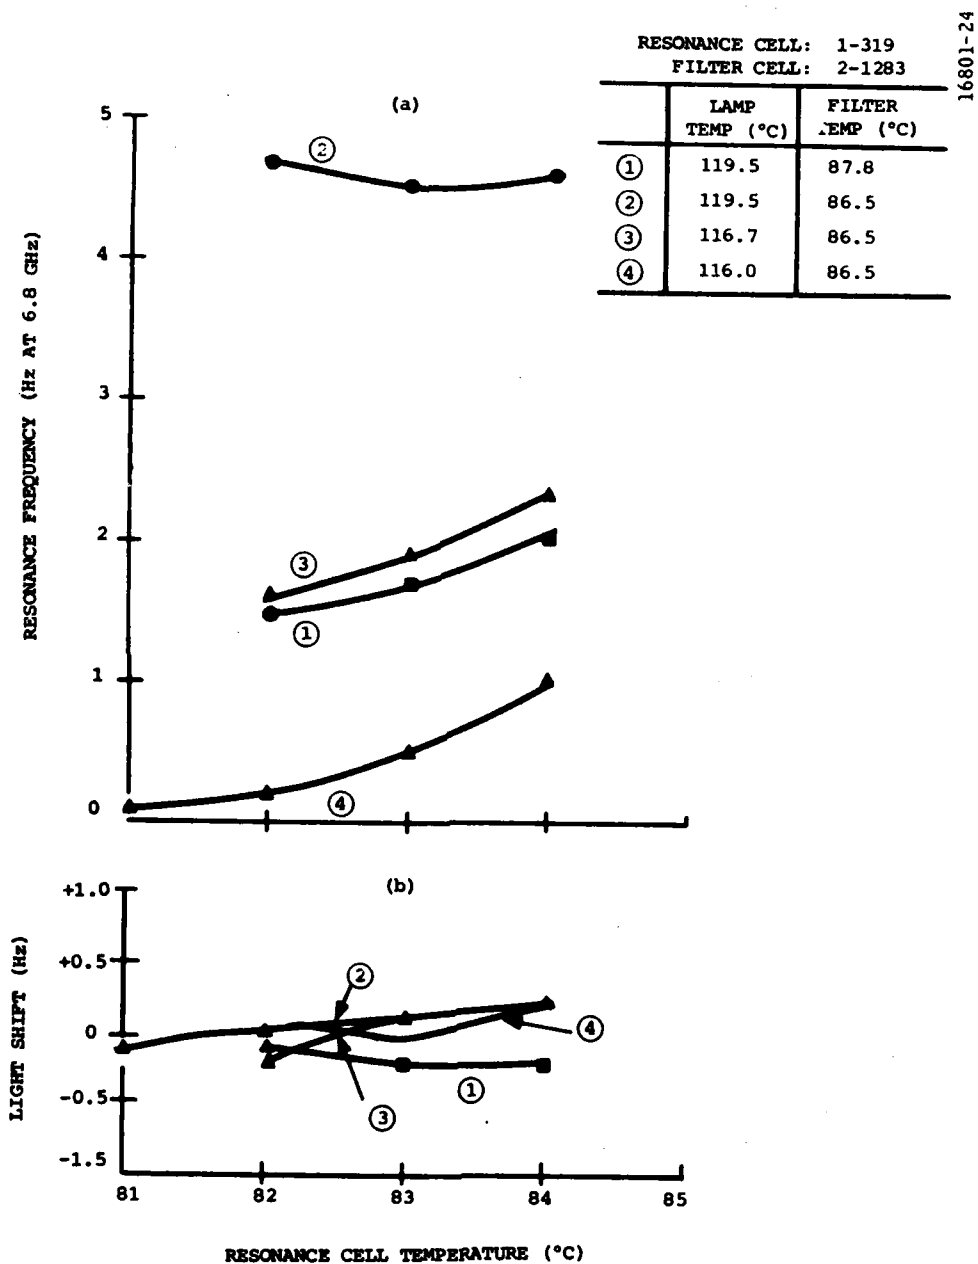 16801-24
RESONANCE CELL: 1-319
FILTER CELL: 2-1283
LAMP TEMP (°C)
FILTER TEMP (°C)
① 119.5 87.8
② 119.5 86.5
③ 116.7 86.5
④ 116.0 86.5
(a)
RESONANCE FREQUENCY (Hz AT 6.8 GHz)
5
4
3
2
1
0
②
③
①
④
(b)
LIGHT SHIFT (Hz)
+1.0
+0.5
0
-0.5
-1.5
②
④
①
③
81 82 83 84 85
RESONANCE CELL TEMPERATURE (°C)